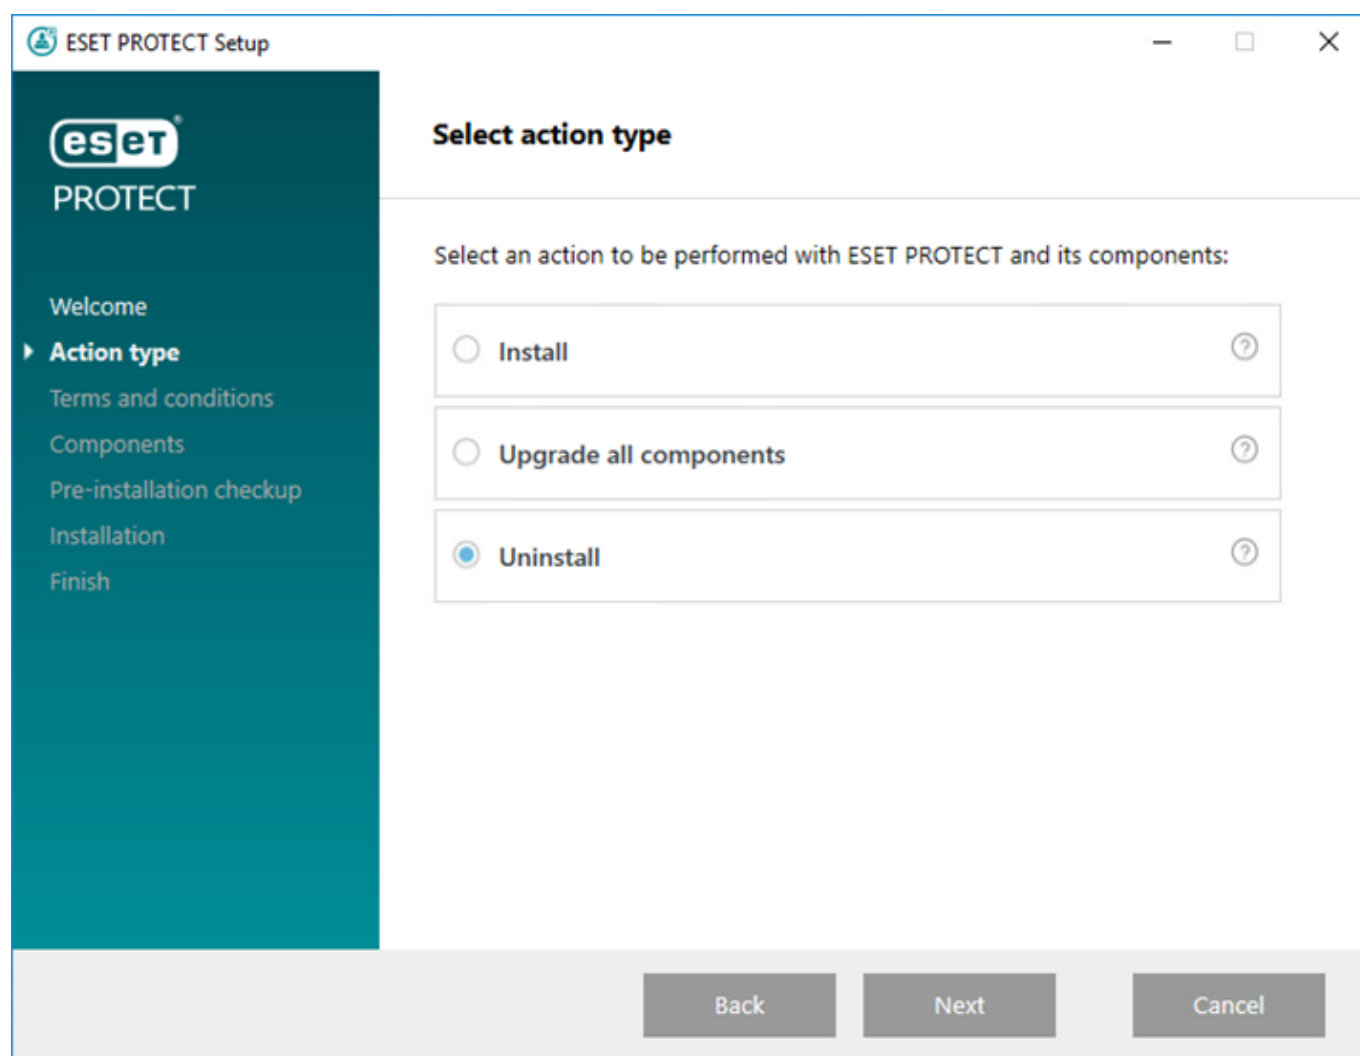 ESET PROTECT Setup
eseT®
PROTECT
Welcome
Action type
Terms and conditions
Components
Pre-installation checkup
Installation
Finish
Select action type
Select an action to be performed with ESET PROTECT and its components:
Install ?
Upgrade all components ?
Uninstall ?
Back Next Cancel